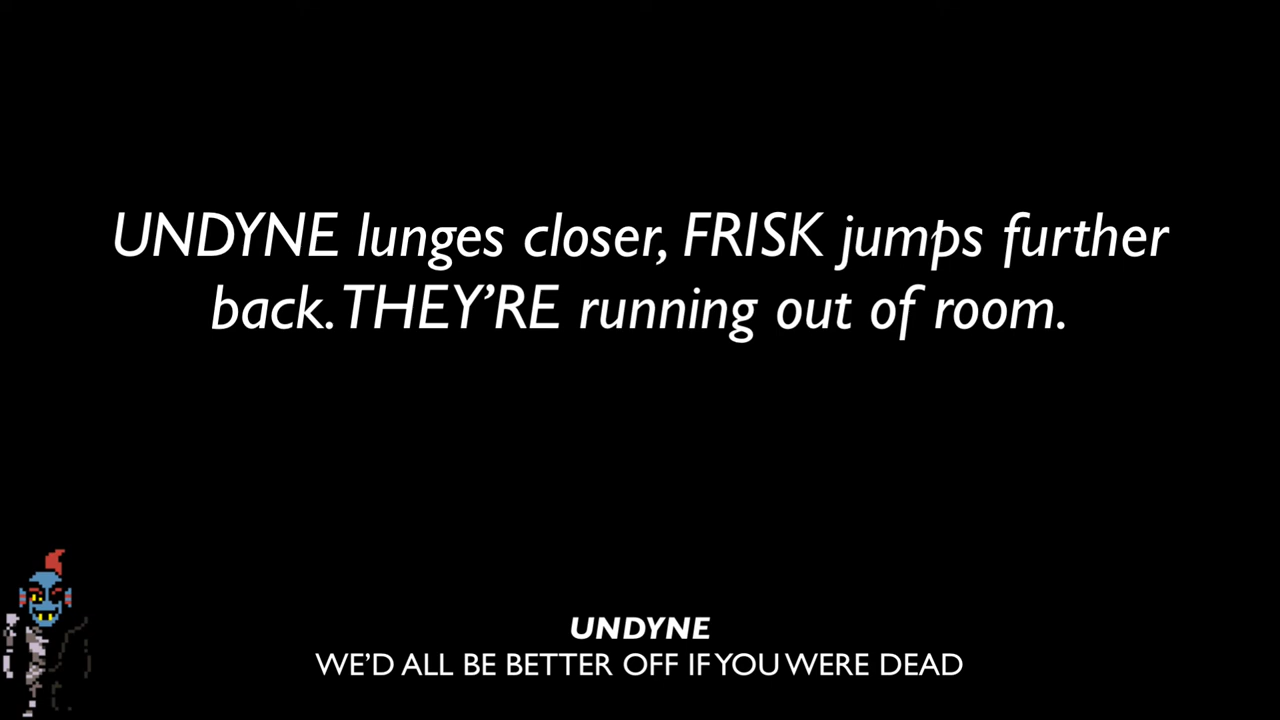 UNDYNE lunges closer, FRISK jumps further
back. THEY'RE running out of room.
UNDYNE
WE'D ALL BE BETTER OFF IF YOU WERE DEAD